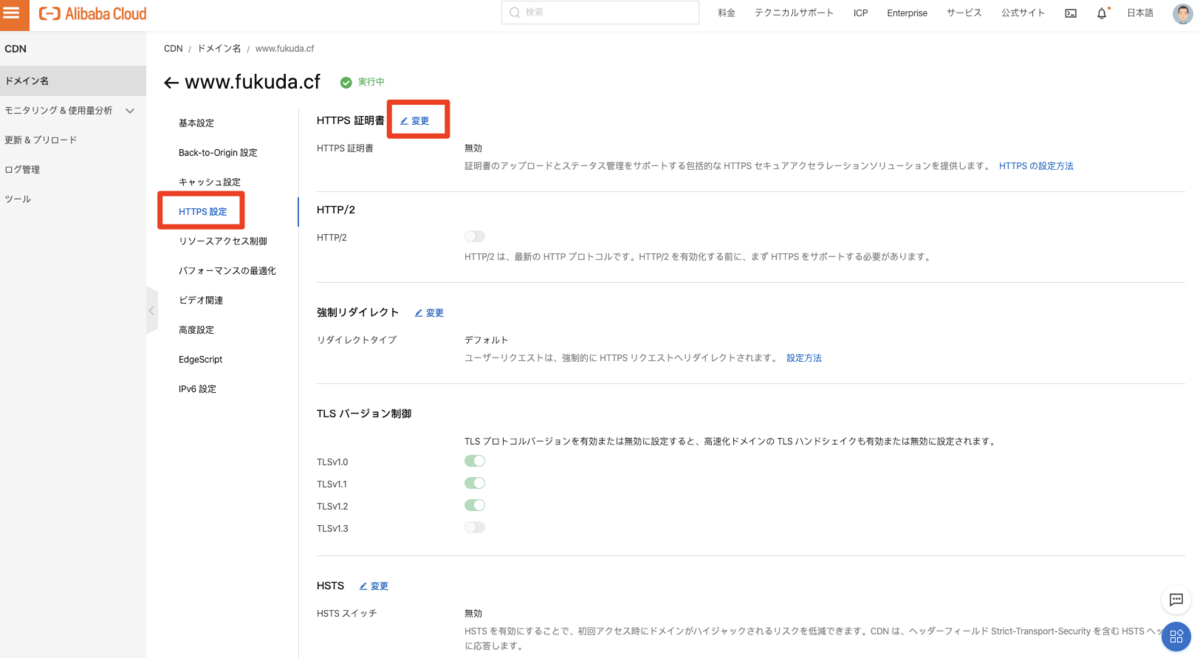 Alibaba Cloud
検索
料金
テクニカルサポート
ICP
Enterprise
サービス
公式サイト
日本語
CDN
ドメイン名
モニタリング & 使用量分析
更新 & プリロード
ログ管理
ツール
CDN / ドメイン名 / www.fukuda.cf
www.fukuda.cf
実行中
基本設定
Back-to-Origin 設定
キャッシュ設定
HTTPS 設定
リソースアクセス制御
パフォーマンスの最適化
ビデオ関連
高度設定
EdgeScript
IPv6 設定
HTTPS 証明書 変更
HTTPS 証明書
無効
証明書のアップロードとステータス管理をサポートする包括的な HTTPS セキュアアクセラレーションソリューションを提供します。 HTTPS の設定方法
HTTP/2
HTTP/2
HTTP/2 は、最新の HTTP プロトコルです。HTTP/2 を有効化する前に、まず HTTPS をサポートする必要があります。
強制リダイレクト 変更
リダイレクトタイプ
デフォルト
ユーザーリクエストは、強制的に HTTPS リクエストへリダイレクトされます。 設定方法
TLS バージョン制御
TLS プロトコルバージョンを有効または無効に設定すると、高速化ドメインの TLS ハンドシェイクも有効または無効に設定されます。
TLSv1.0
TLSv1.1
TLSv1.2
TLSv1.3
HSTS 変更
HSTS スイッチ
無効
HSTS を有効にすることで、初回アクセス時にドメインがハイジャックされるリスクを低減できます。CDN は、ヘッダーフィールド Strict-Transport-Security を含む HSTS ヘッ
に応答します。